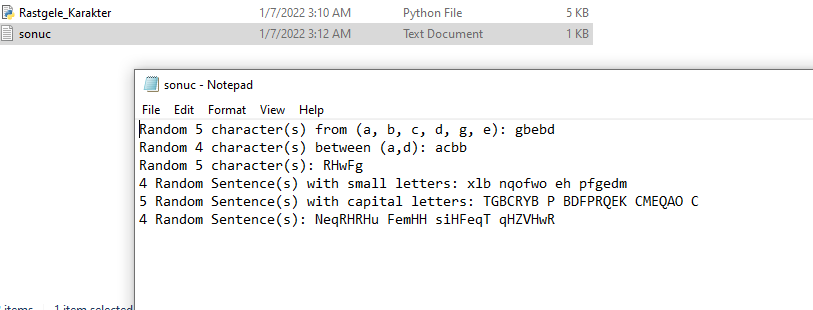 Rastgele_Karakter 1/7/2022 3:10 AM Python File 5 KB
sonuc 1/7/2022 3:12 AM Text Document 1 KB
sonuc - Notepad
File Edit Format View Help
Random 5 character(s) from (a, b, c, d, g, e): gbebd
Random 4 character(s) between (a,d): acbb
Random 5 character(s): RHwFg
4 Random Sentence(s) with small letters: xlb nqofwo eh pfgedm
5 Random Sentence(s) with capital letters: TGBCRYB P BDFPRQEK CMEQAO C
4 Random Sentence(s): NeqRHRHu FemHH siHFeqT qHZVHwR
items 1 item selected